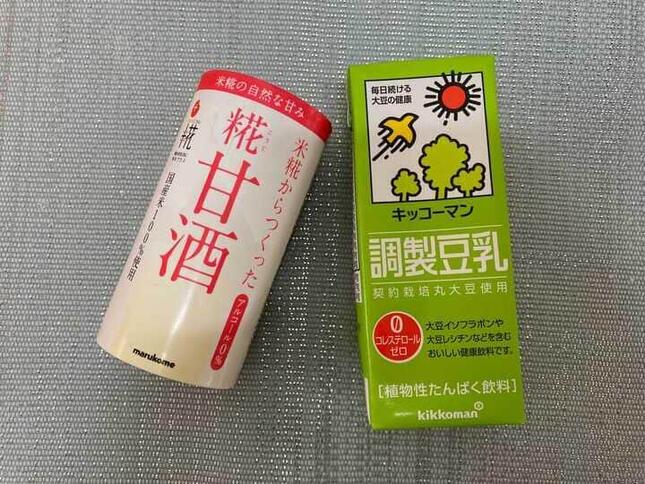 米糀の自然な甘み
糀
米糀からつくった
糀甘酒
こうじ
国産米100%使用
アルコール0%
marukome
毎日続ける
大豆の健康
キッコーマン
調製豆乳
契約栽培丸大豆使用
0
コレステロール
ゼロ
大豆イソフラボンや
大豆レシチンなどを含む
おいしい健康飲料です。
[植物性たんぱく飲料]
kikkoman®